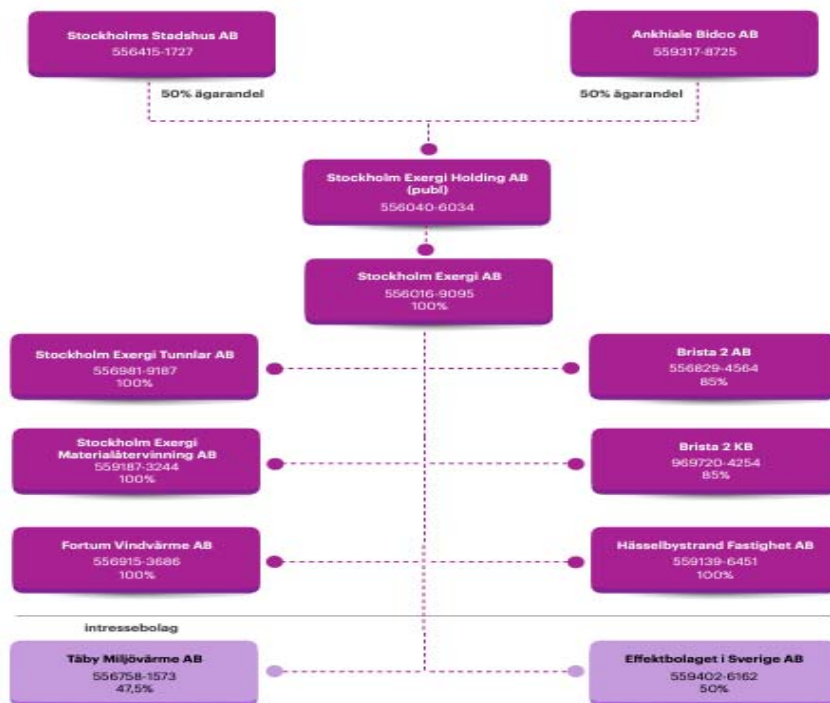 Stockholms Stadshus AB
556415-1727
Ankhiale Bidco AB
559317-8725
50% ägarandel
50% ägarandel
Stockholm Exergi Holding AB
(publ)
556040-6034
Stockholm Exergi AB
556016-9095
100%
Stockholm Exergi Tunnlar AB
556981-9187
100%
Brista 2 AB
556829-4564
85%
Stockholm Exergi
Materialåtervinning AB
559187-3244
100%
Brista 2 KB
969720-4254
85%
Fortum Vindvärme AB
556915-3686
100%
Hässelbystrand Fastighet AB
559139-6451
100%
intressebolag
Täby Miljövärme AB
556758-1573
47,5%
Effektbolaget i Sverige AB
559402-6162
50%